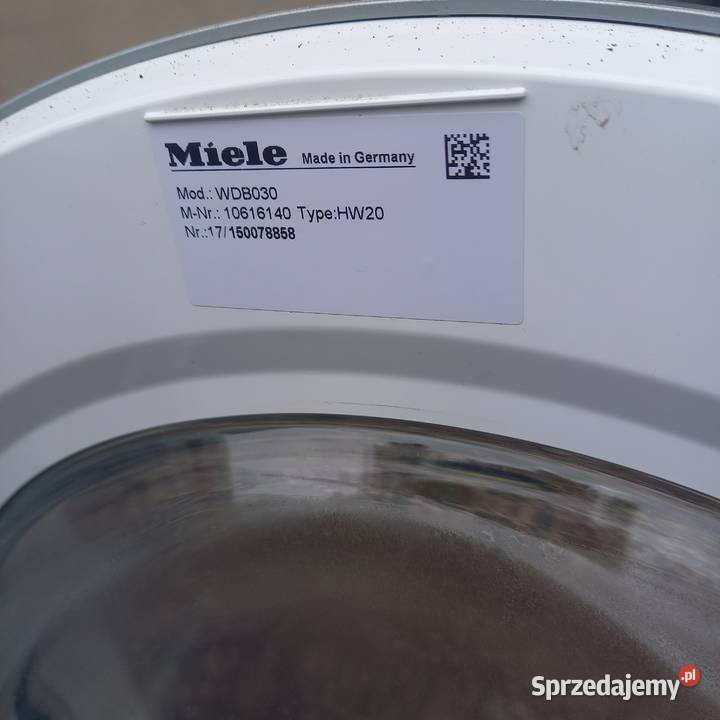 Miele Made in Germany
Mod.: WDB030
M-Nr.: 10616140 Type:HW20
Nr.:17/150078858
Sprzedajemy.pl